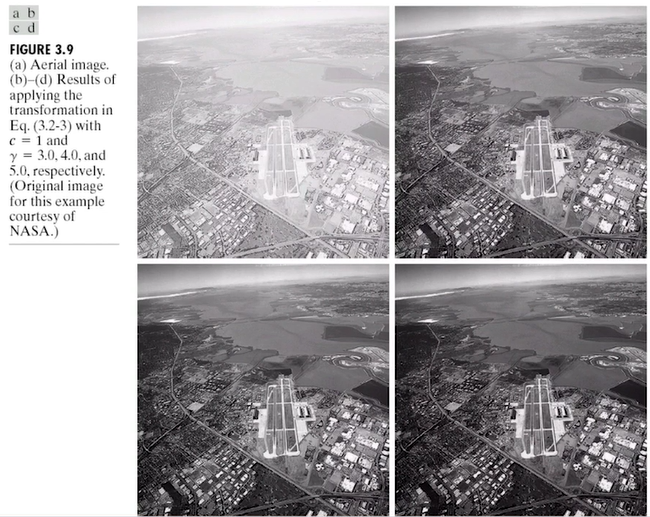 a b
c d
FIGURE 3.9
(a) Aerial image.
(b)–(d) Results of
applying the
transformation in
Eq. (3.2-3) with
c = 1 and
γ = 3.0, 4.0, and
5.0, respectively.
(Original image
for this example
courtesy of
NASA.)